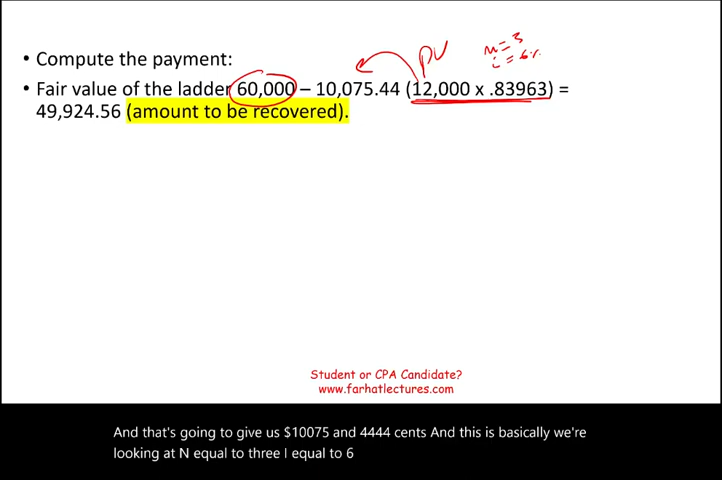 • Compute the payment:
PV
n = 3
i = 6%
• Fair value of the ladder 60,000 – 10,075.44 (12,000 x .83963) =
49,924.56 (amount to be recovered).
Student or CPA Candidate?
www.farhatlectures.com
And that's going to give us $10075 and 4444 cents And this is basically we're
looking at N equal to three I equal to 6